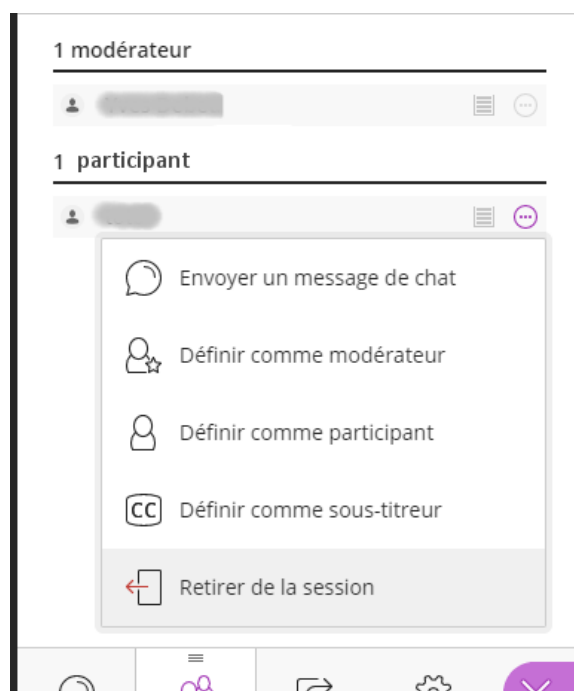 1 modérateur
1 participant
Envoyer un message de chat
Définir comme modérateur
Définir comme participant
CC Définir comme sous-titreur
Retirer de la session